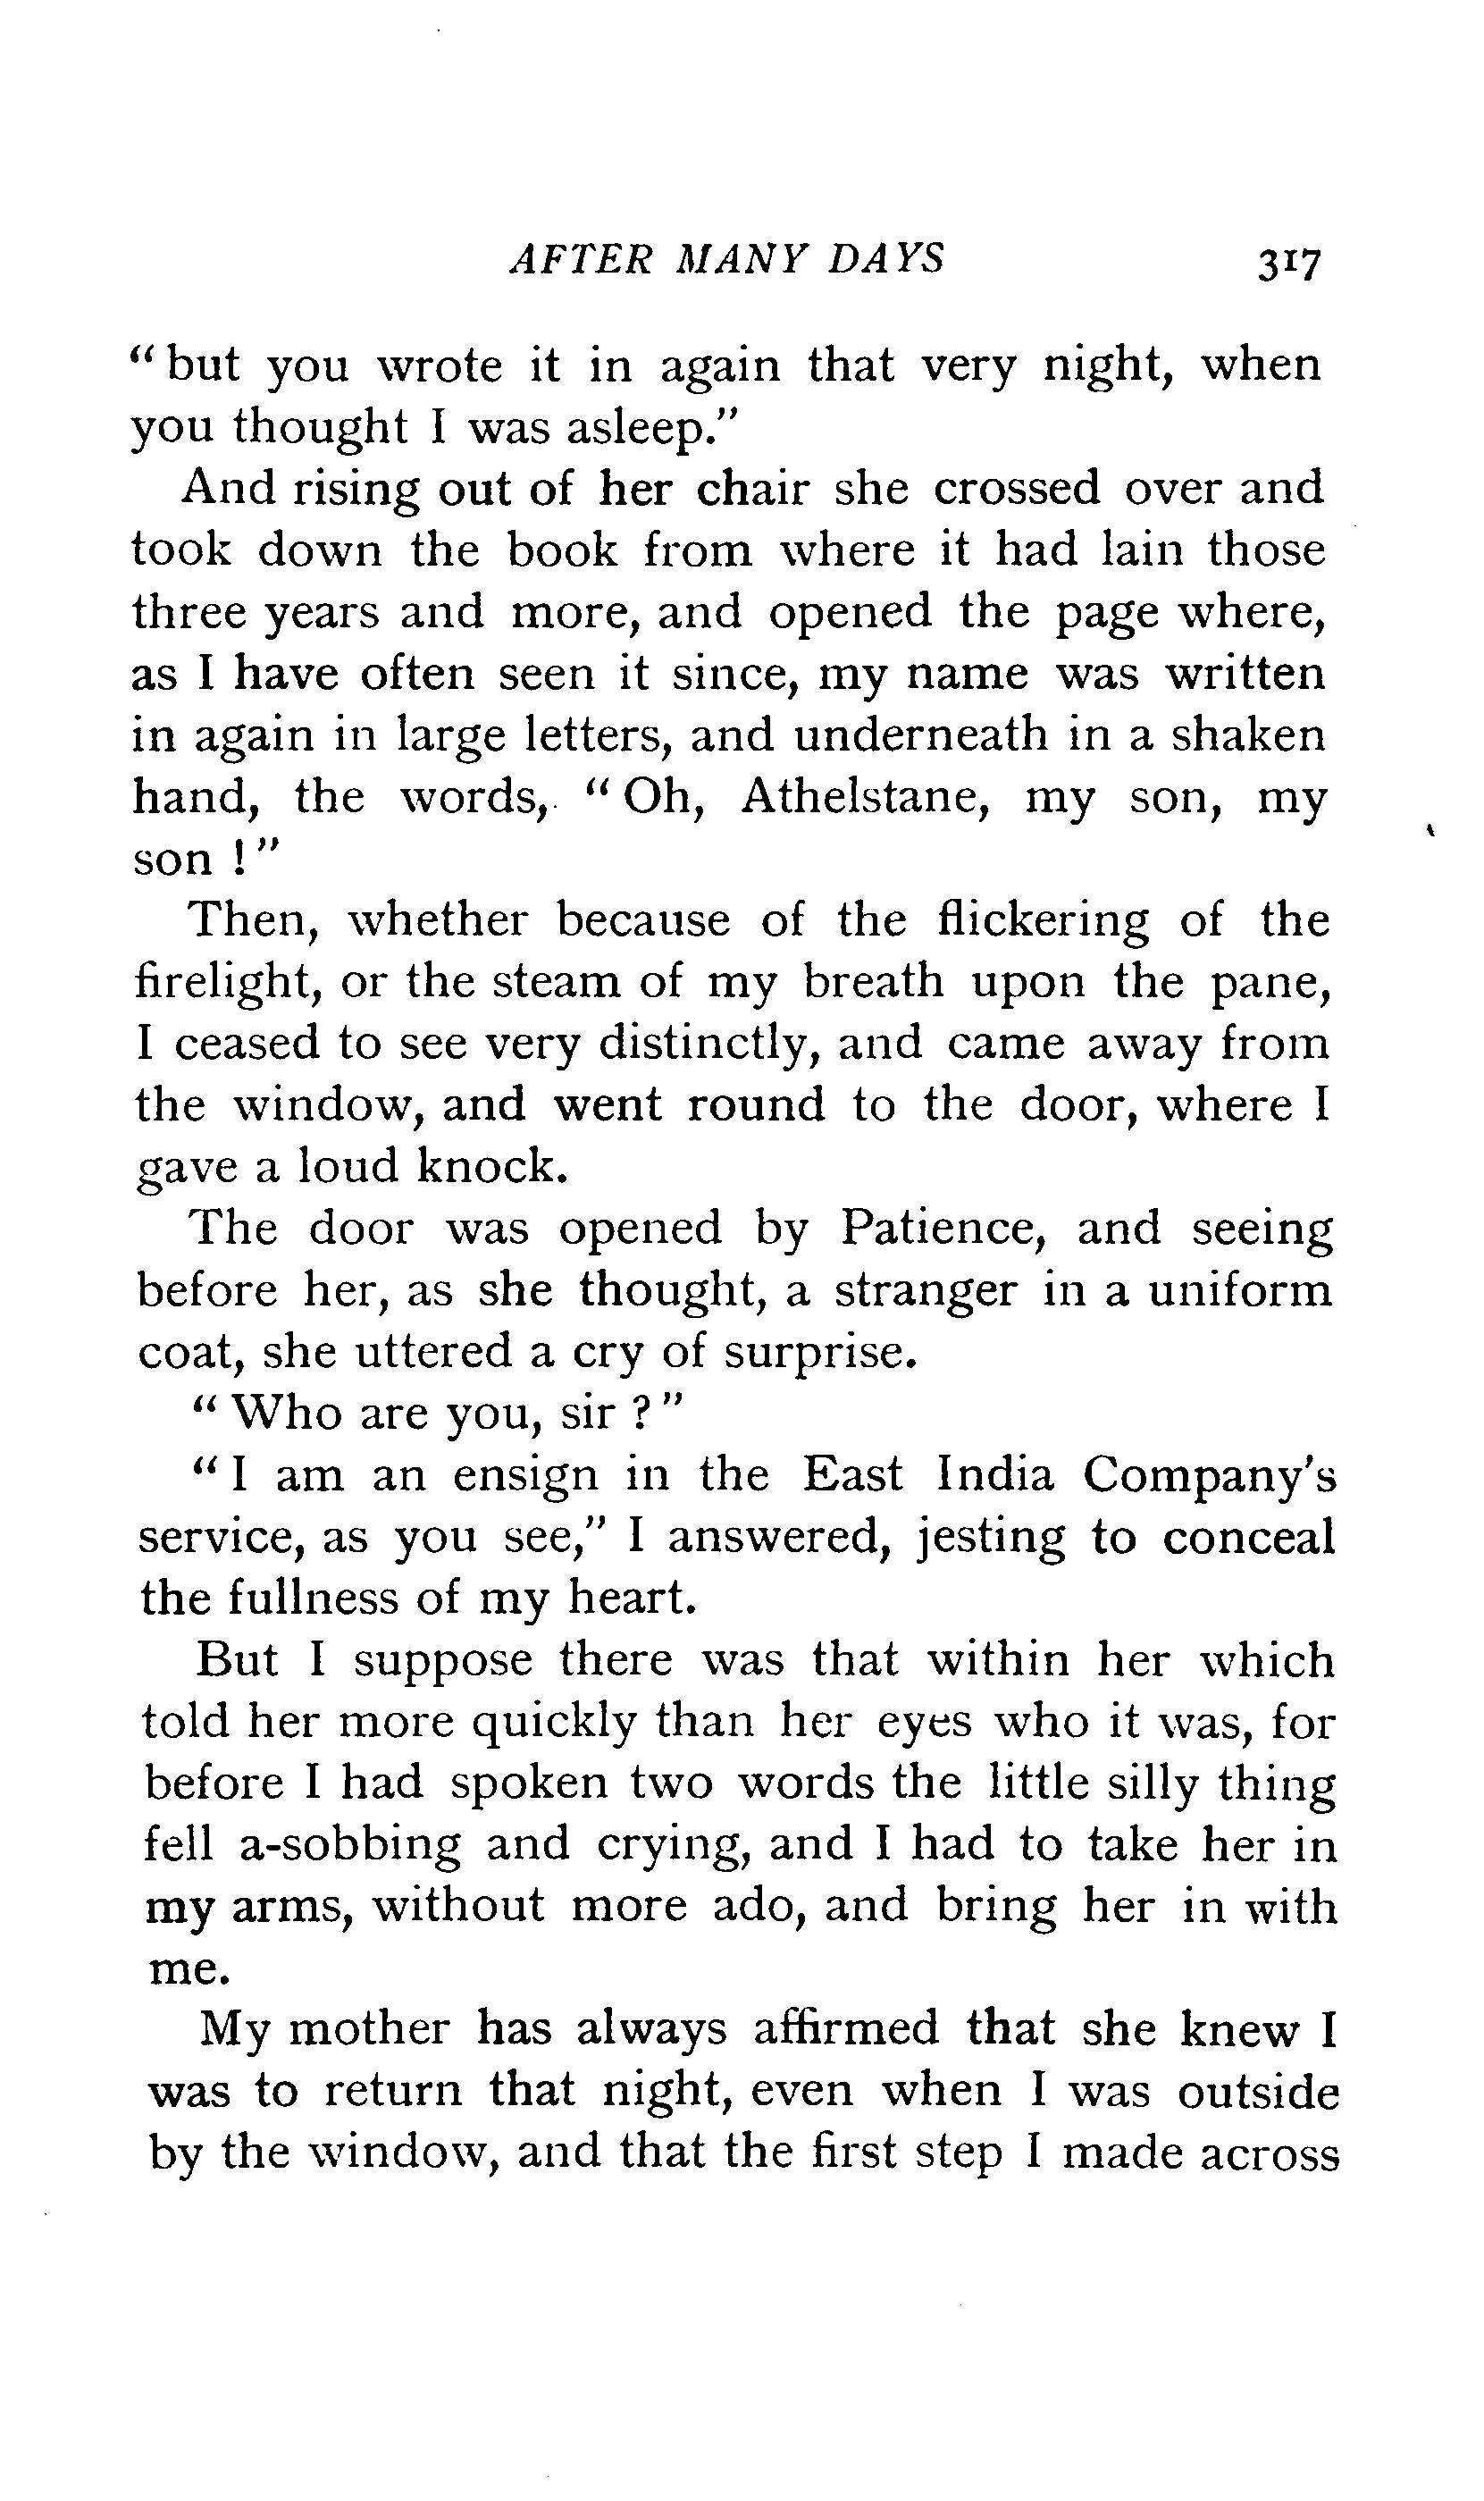 AFTER MANY DAYS 317
“but you wrote it in again that very night, when
you thought I was asleep.”
And rising out of her chair she crossed over and
took down the book from where it had lain those
three years and more, and opened the page where,
as I have often seen it since, my name was written
in again in large letters, and underneath in a shaken
hand, the words, “Oh, Athelstane, my son, my
son !”
Then, whether because of the flickering of the
firelight, or the steam of my breath upon the pane,
I ceased to see very distinctly, and came away from
the window, and went round to the door, where I
gave a loud knock.
The door was opened by Patience, and seeing
before her, as she thought, a stranger in a uniform
coat, she uttered a cry of surprise.
“Who are you, sir ?”
“I am an ensign in the East India Company’s
service, as you see,” I answered, jesting to conceal
the fullness of my heart.
But I suppose there was that within her which
told her more quickly than her eyes who it was, for
before I had spoken two words the little silly thing
fell a-sobbing and crying, and I had to take her in
my arms, without more ado, and bring her in with
me.
My mother has always affirmed that she knew I
was to return that night, even when I was outside
by the window, and that the first step I made across